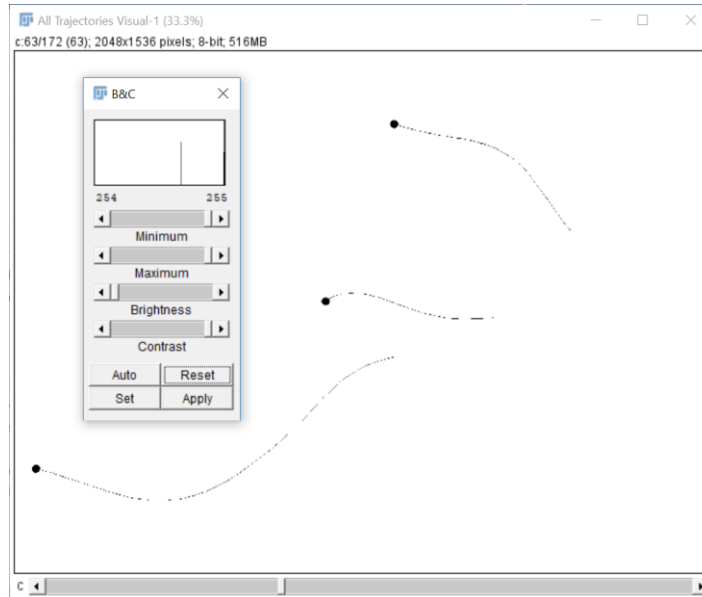 All Trajectories Visual-1 (33.3%)
c:63/172 (63); 2048x1536 pixels; 8-bit; 516MB
B&C
254 255
Minimum
Maximum
Brightness
Contrast
Auto Reset
Set Apply
c